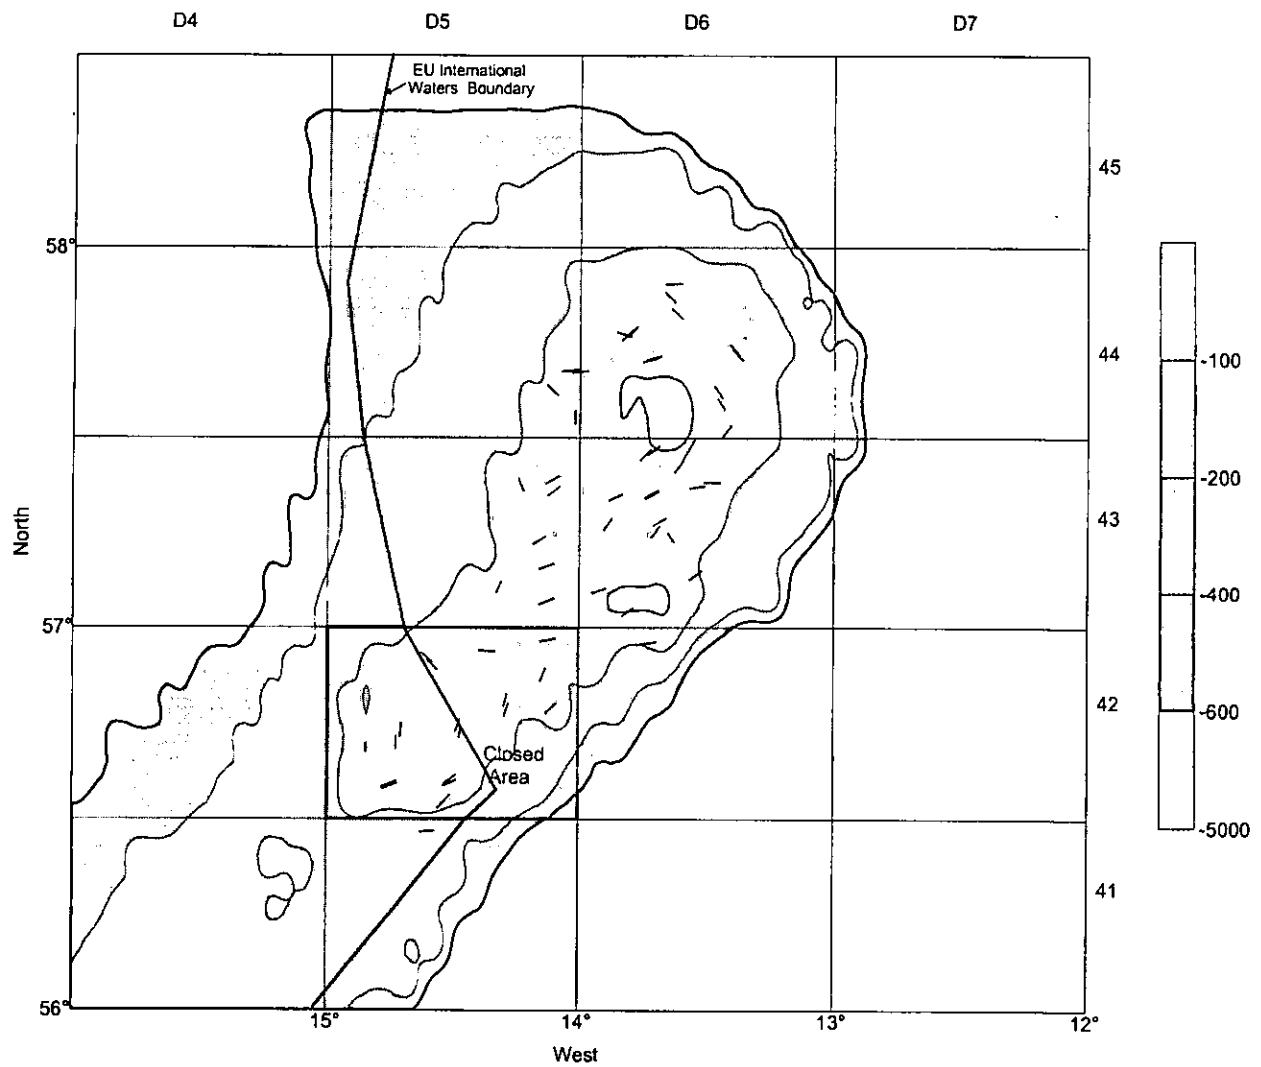 D4 D5 D6 D7
EU International
Waters Boundary
45
58°
44
-100
-200
North
43
-400
57°
42
-600
Closed
Area
-5000
41
56°
15° 14° 13° 12°
West